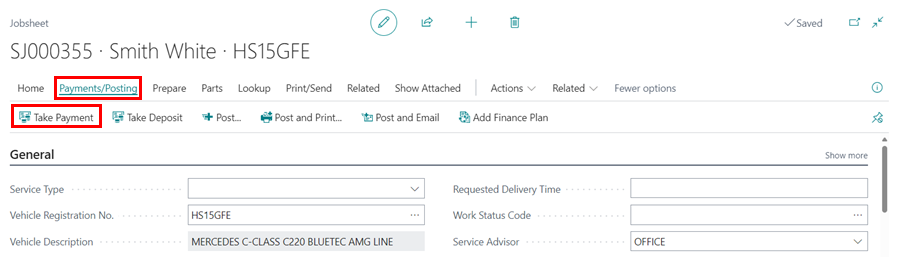 Jobsheet
Saved
SJ000355 · Smith White · HS15GFE
Home Payments/Posting Prepare Parts Lookup Print/Send Related Show Attached Actions Related Fewer options
Take Payment Take Deposit Post... Post and Print... Post and Email Add Finance Plan
General Show more
Service Type Requested Delivery Time
Vehicle Registration No. HS15GFE Work Status Code
Vehicle Description MERCEDES C-CLASS C220 BLUETEC AMG LINE Service Advisor OFFICE